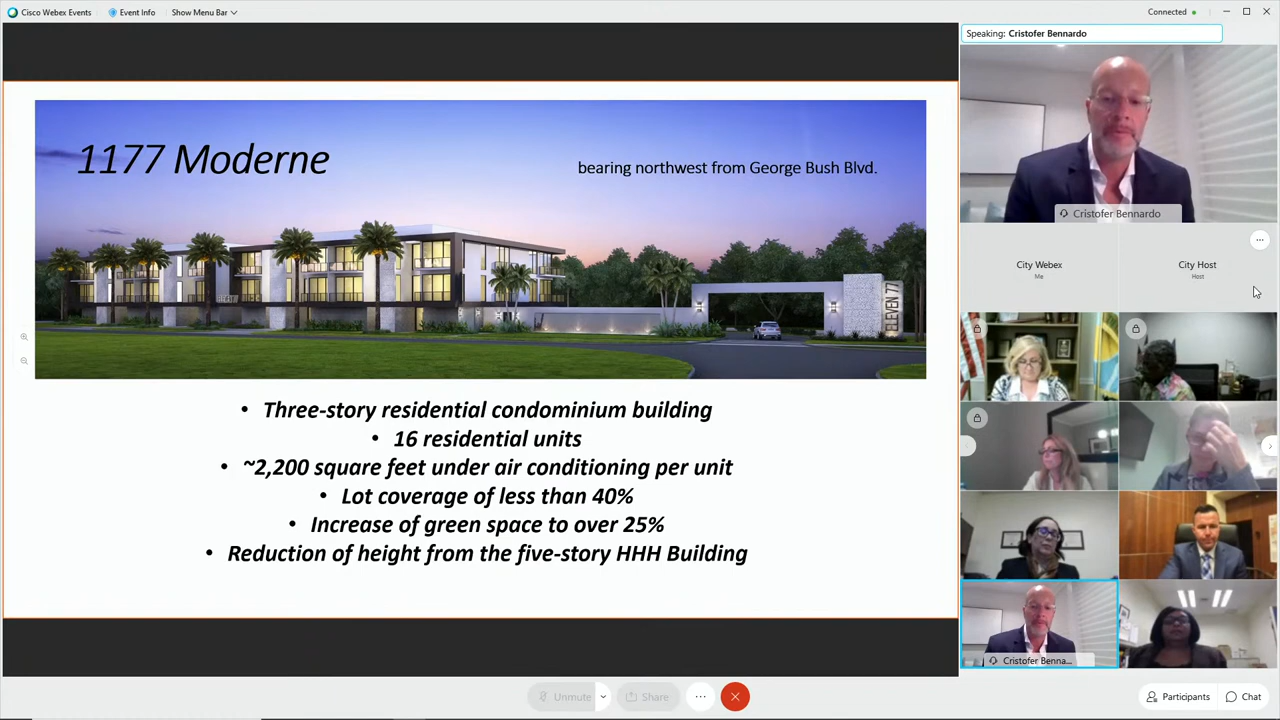 Cisco Webex Events
Event Info
Show Menu Bar
Connected
Speaking: Cristofer Bennardo
1177 Moderne
bearing northwest from George Bush Blvd.
ELEVEN 77
• Three-story residential condominium building
• 16 residential units
• ~2,200 square feet under air conditioning per unit
• Lot coverage of less than 40%
• Increase of green space to over 25%
• Reduction of height from the five-story HHH Building
Cristofer Bennardo
City Webex
Me
City Host
Host
Cristofer Benna...
Unmute
Share
Participants
Chat